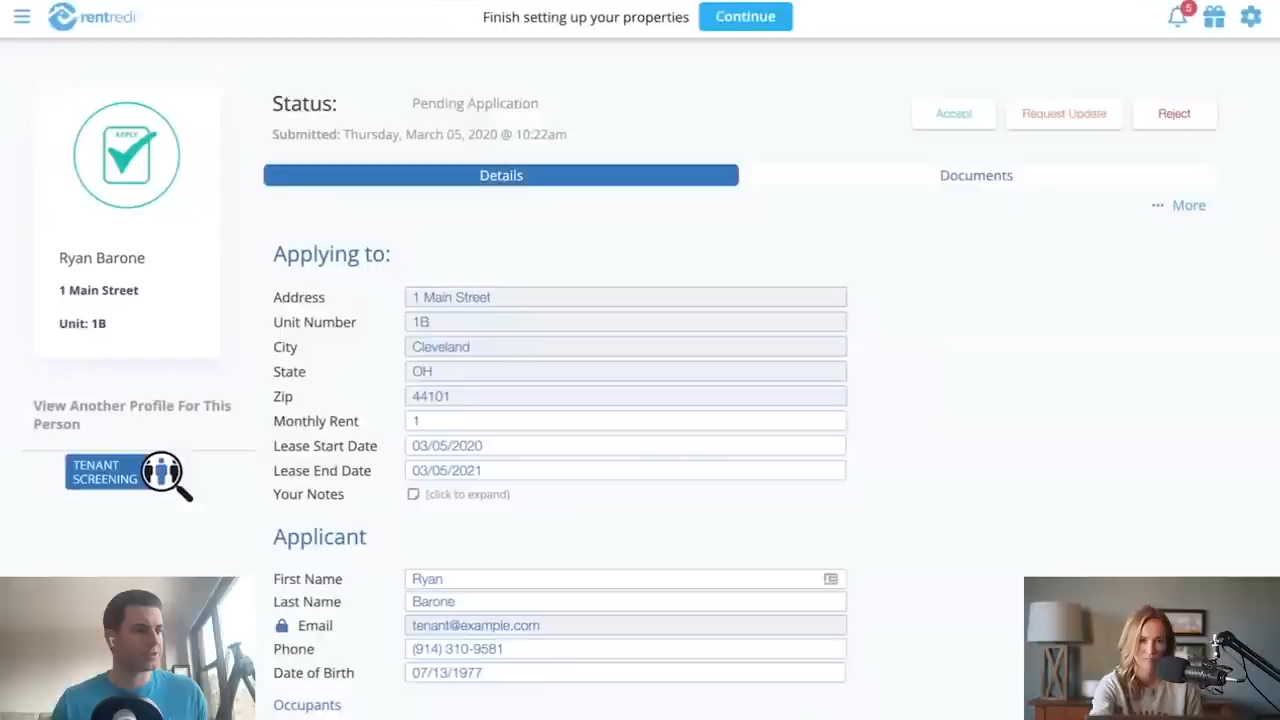 rentredi
Finish setting up your properties
Continue
5
APPLY
Ryan Barone
1 Main Street
Unit: 1B
View Another Profile For This
Person
TENANT
SCREENING
Status: Pending Application
Submitted: Thursday, March 05, 2020 @ 10:22am
Accept
Request Update
Reject
Details
Documents
••• More
Applying to:
Address 1 Main Street
Unit Number 1B
City Cleveland
State OH
Zip 44101
Monthly Rent 1
Lease Start Date 03/05/2020
Lease End Date 03/05/2021
Your Notes (click to expand)
Applicant
First Name Ryan
Last Name Barone
Email tenant@example.com
Phone (914) 310-9581
Date of Birth 07/13/1977
Occupants